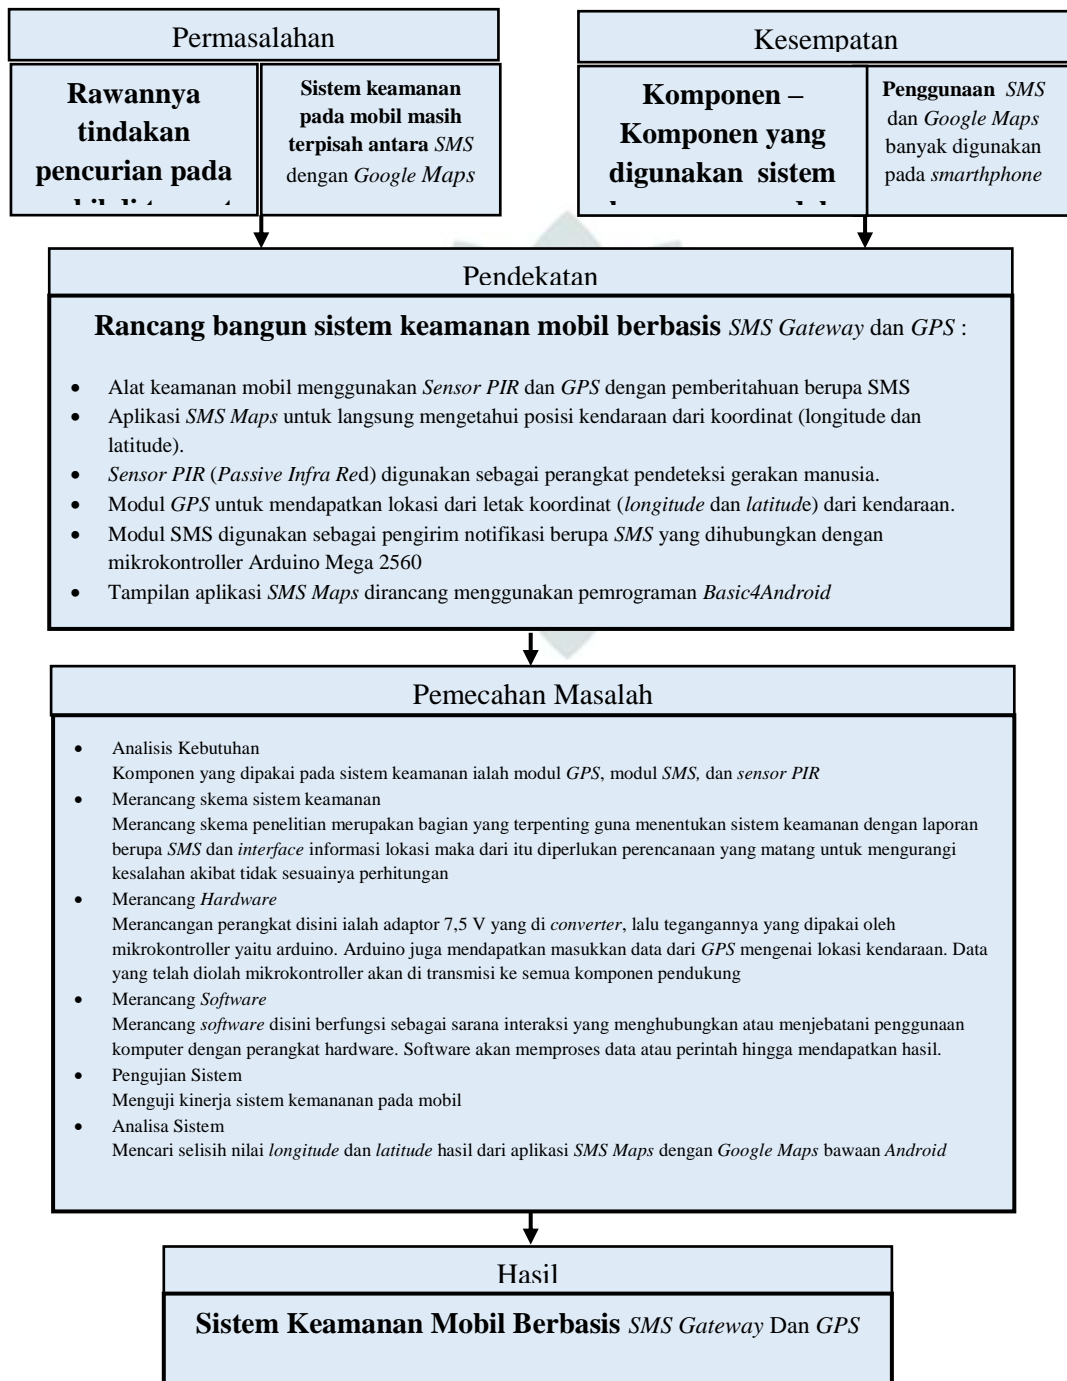 Permasalahan
Rawannya
tindakan
pencurian pada
Sistem keamanan
pada mobil masih
terpisah antara SMS
dengan Google Maps
Kesempatan
Komponen –
Komponen yang
digunakan sistem
Penggunaan SMS
dan Google Maps
banyak digunakan
pada smarthphone
Pendekatan
Rancang bangun sistem keamanan mobil berbasis SMS Gateway dan GPS :
• Alat keamanan mobil menggunakan Sensor PIR dan GPS dengan pemberitahuan berupa SMS
• Aplikasi SMS Maps untuk langsung mengetahui posisi kendaraan dari koordinat (longitude dan
latitude).
• Sensor PIR (Passive Infra Red) digunakan sebagai perangkat pendeteksi gerakan manusia.
• Modul GPS untuk mendapatkan lokasi dari letak koordinat (longitude dan latitude) dari kendaraan.
• Modul SMS digunakan sebagai pengirim notifikasi berupa SMS yang dihubungkan dengan
mikrokontroller Arduino Mega 2560
• Tampilan aplikasi SMS Maps dirancang menggunakan pemrograman Basic4Android
Pemecahan Masalah
• Analisis Kebutuhan
Komponen yang dipakai pada sistem keamanan ialah modul GPS, modul SMS, dan sensor PIR
• Merancang skema sistem keamanan
Merancang skema penelitian merupakan bagian yang terpenting guna menentukan sistem keamanan dengan laporan
berupa SMS dan interface informasi lokasi maka dari itu diperlukan perencanaan yang matang untuk mengurangi
kesalahan akibat tidak sesuainya perhitungan
• Merancang Hardware
Merancangan perangkat disini ialah adaptor 7,5 V yang di converter, lalu tegangannya yang dipakai oleh
mikrokontroller yaitu arduino. Arduino juga mendapatkan masukkan data dari GPS mengenai lokasi kendaraan. Data
yang telah diolah mikrokontroller akan di transmisi ke semua komponen pendukung
• Merancang Software
Merancang software disini berfungsi sebagai sarana interaksi yang menghubungkan atau menjebatani penggunaan
komputer dengan perangkat hardware. Software akan memproses data atau perintah hingga mendapatkan hasil.
• Pengujian Sistem
Menguji kinerja sistem kemananan pada mobil
• Analisa Sistem
Mencari selisih nilai longitude dan latitude hasil dari aplikasi SMS Maps dengan Google Maps bawaan Android
Hasil
Sistem Keamanan Mobil Berbasis SMS Gateway Dan GPS